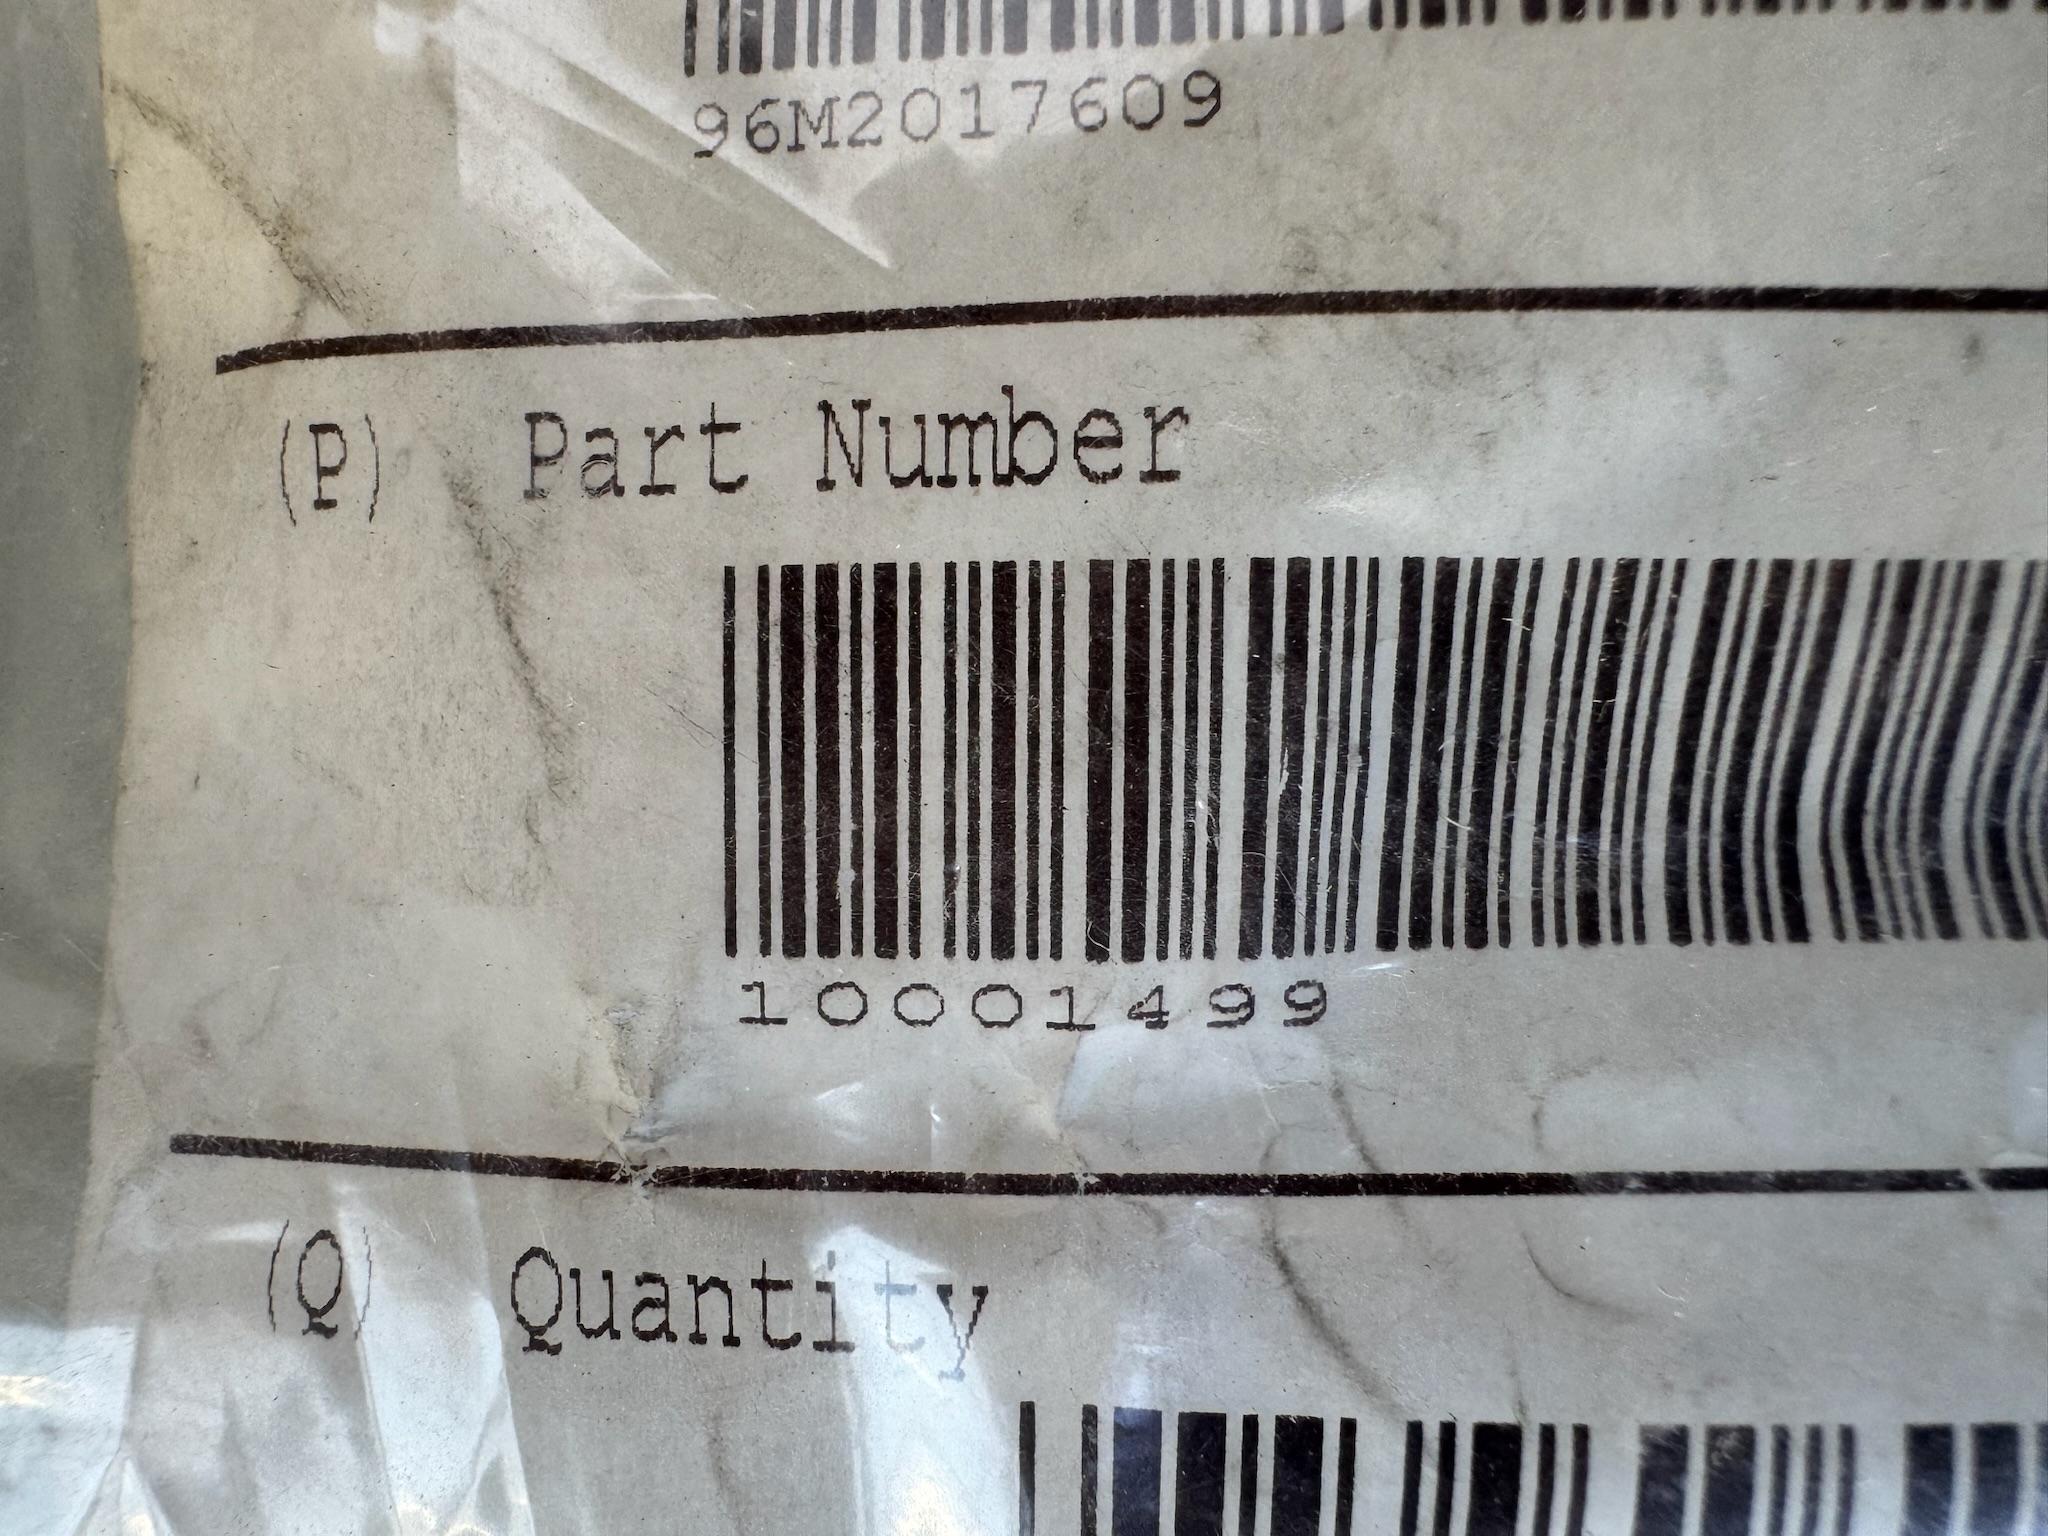 96M2017609
(P) Part Number
10001499
(Q) Quantity